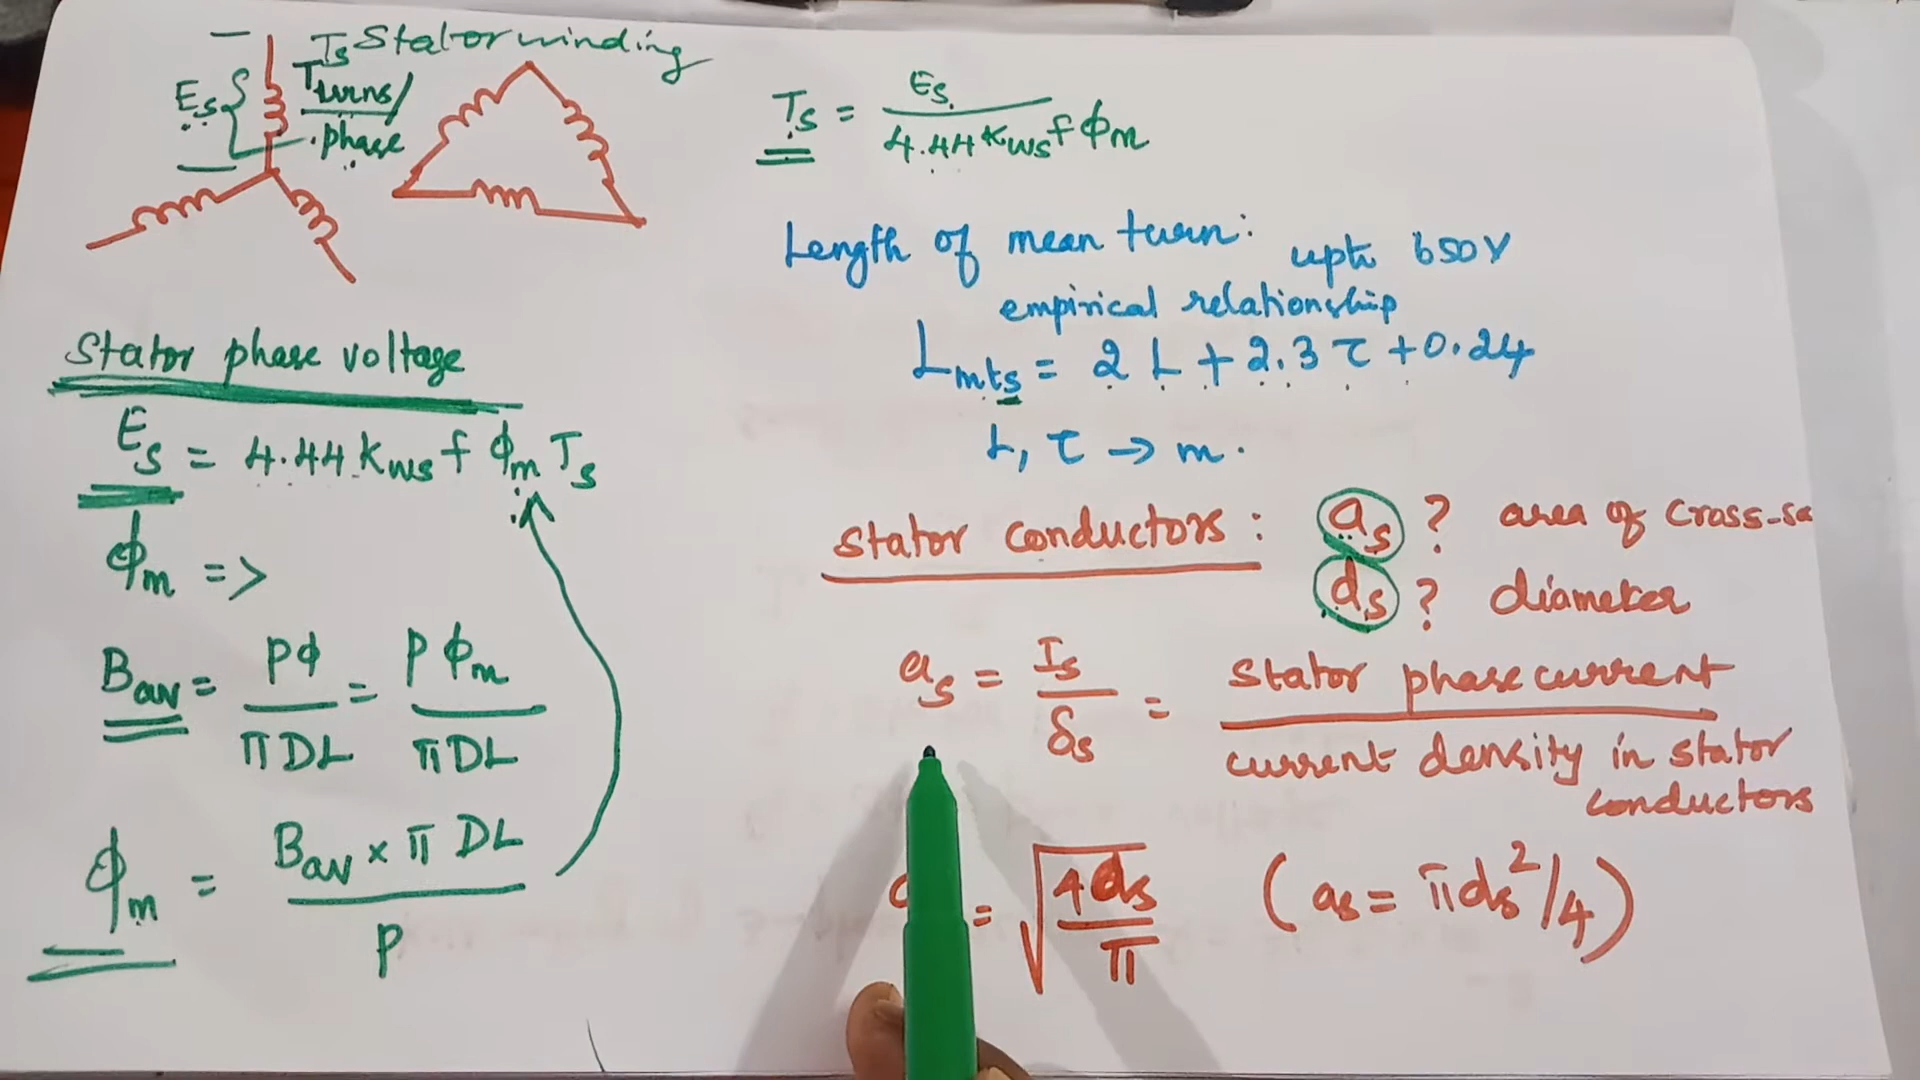 Ts Stator winding
Es
Turns/
phase
Stator phase voltage
Es = 4.44 Kws f ϕm Ts
ϕm =>
Bav = pϕ/πDL = pϕm/πDL
ϕm = Bav × π DL / p
Ts = Es / 4.44 Kws f ϕm
Length of mean turn: upto 650V
empirical relationship
Lmts = 2 L + 2.3 τ + 0.24
L, τ → m.
Stator conductors: as ? area of cross-se
ds ? diameter
as = Is/δs = Stator phase current / current density in stator
conductors
= √4as/π (as = πds²/4)